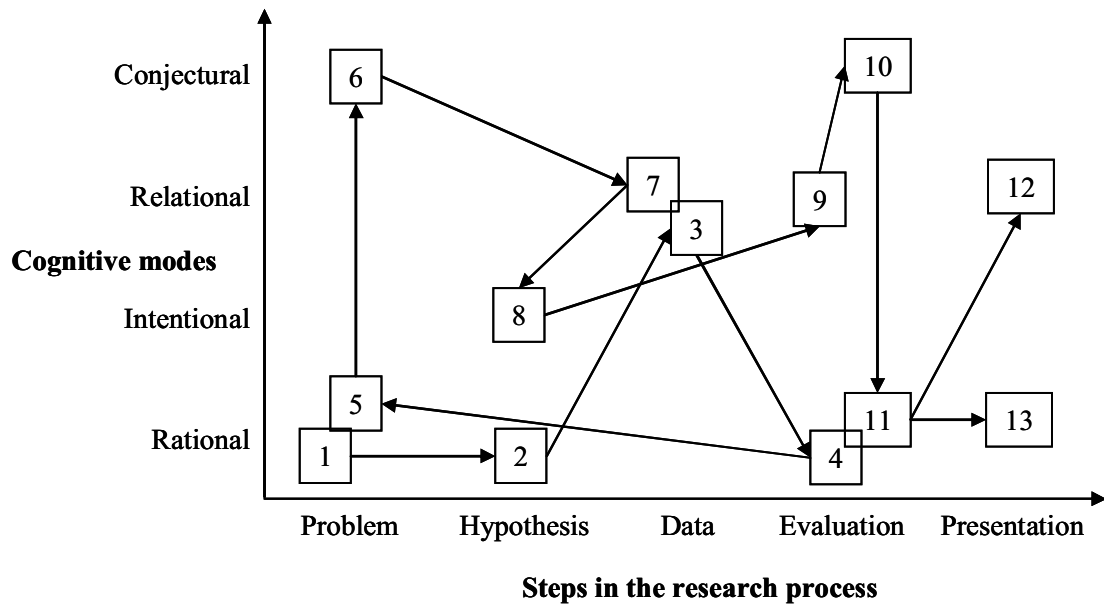 Conjectural
6
10
Relational
7
9
12
3
Cognitive modes
Intentional
8
5
11
13
Rational
1
2
4
Problem
Hypothesis
Data
Evaluation
Presentation
Steps in the research process